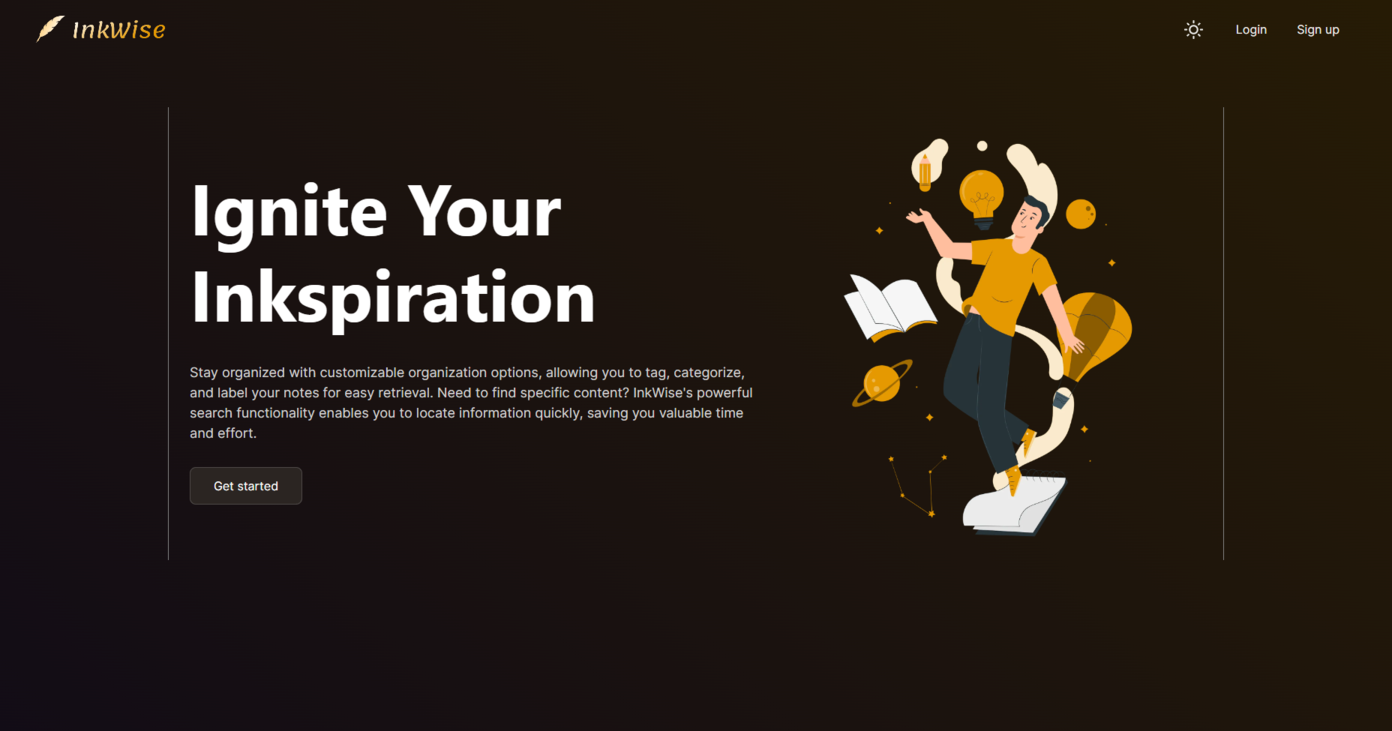 InkWise
Login
Sign up
Ignite Your
Inkspiration
Stay organized with customizable organization options, allowing you to tag, categorize,
and label your notes for easy retrieval. Need to find specific content? InkWise's powerful
search functionality enables you to locate information quickly, saving you valuable time
and effort.
Get started